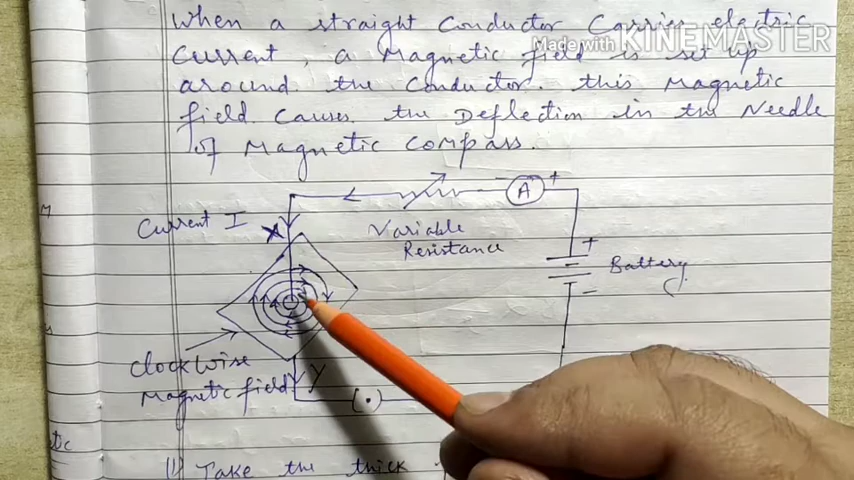 When a straight Conductor Carries electric
Current, a Magnetic field is set up
around the Conductor. this Magnetic
field causes the Deflection in the Needle
of Magnetic Compass.
Made with KINEMASTER
- A +
Current I
X
Variable
Resistance
+
Battery
-
Clockwise
Magnetic field
Y
(•)
tic
(ii) Take the thick